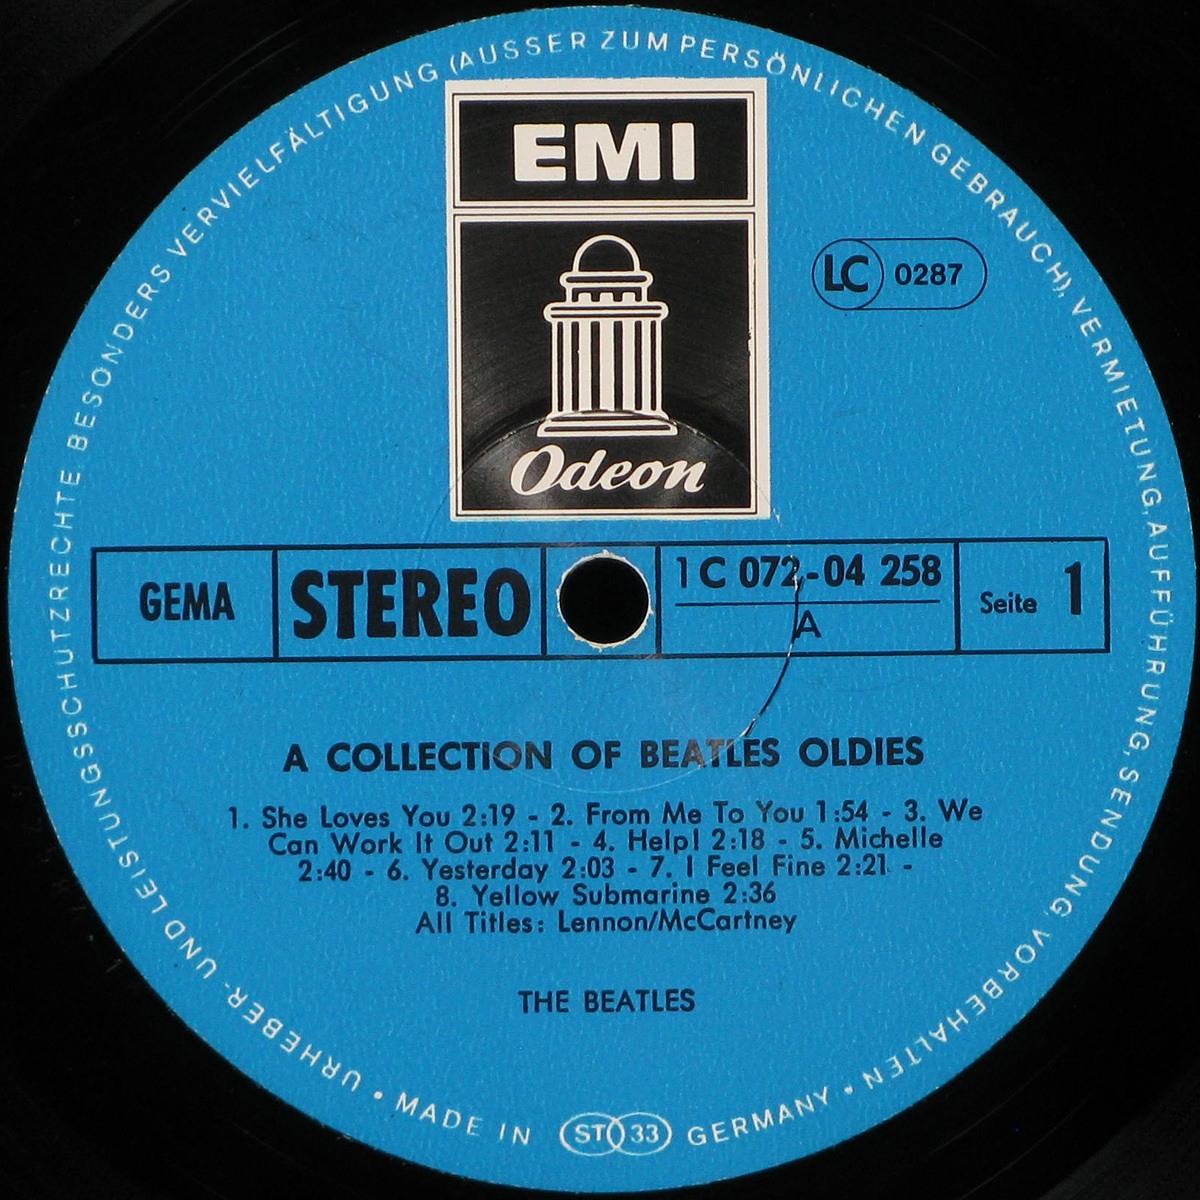 URHEBER- UND LEISTUNGSSCHUTZRECHTE BESONDERS VERVIELFÄLTIGUNG (AUSSER ZUM PERSÖNLICHEN GEBRAUCH), VERMIETUNG, AUFFÜHRUNG, SENDUNG, VORBEHALTEN •
EMI
Odeon
LC 0287
GEMA
STEREO
1C 072-04 258
A
Seite 1
A COLLECTION OF BEATLES OLDIES
1. She Loves You 2:19 - 2. From Me To You 1:54 - 3. We
Can Work It Out 2:11 - 4. Help! 2:18 - 5. Michelle
2:40 - 6. Yesterday 2:03 - 7. I Feel Fine 2:21 -
8. Yellow Submarine 2:36
All Titles: Lennon/McCartney
THE BEATLES
• MADE IN ST 33 GERMANY